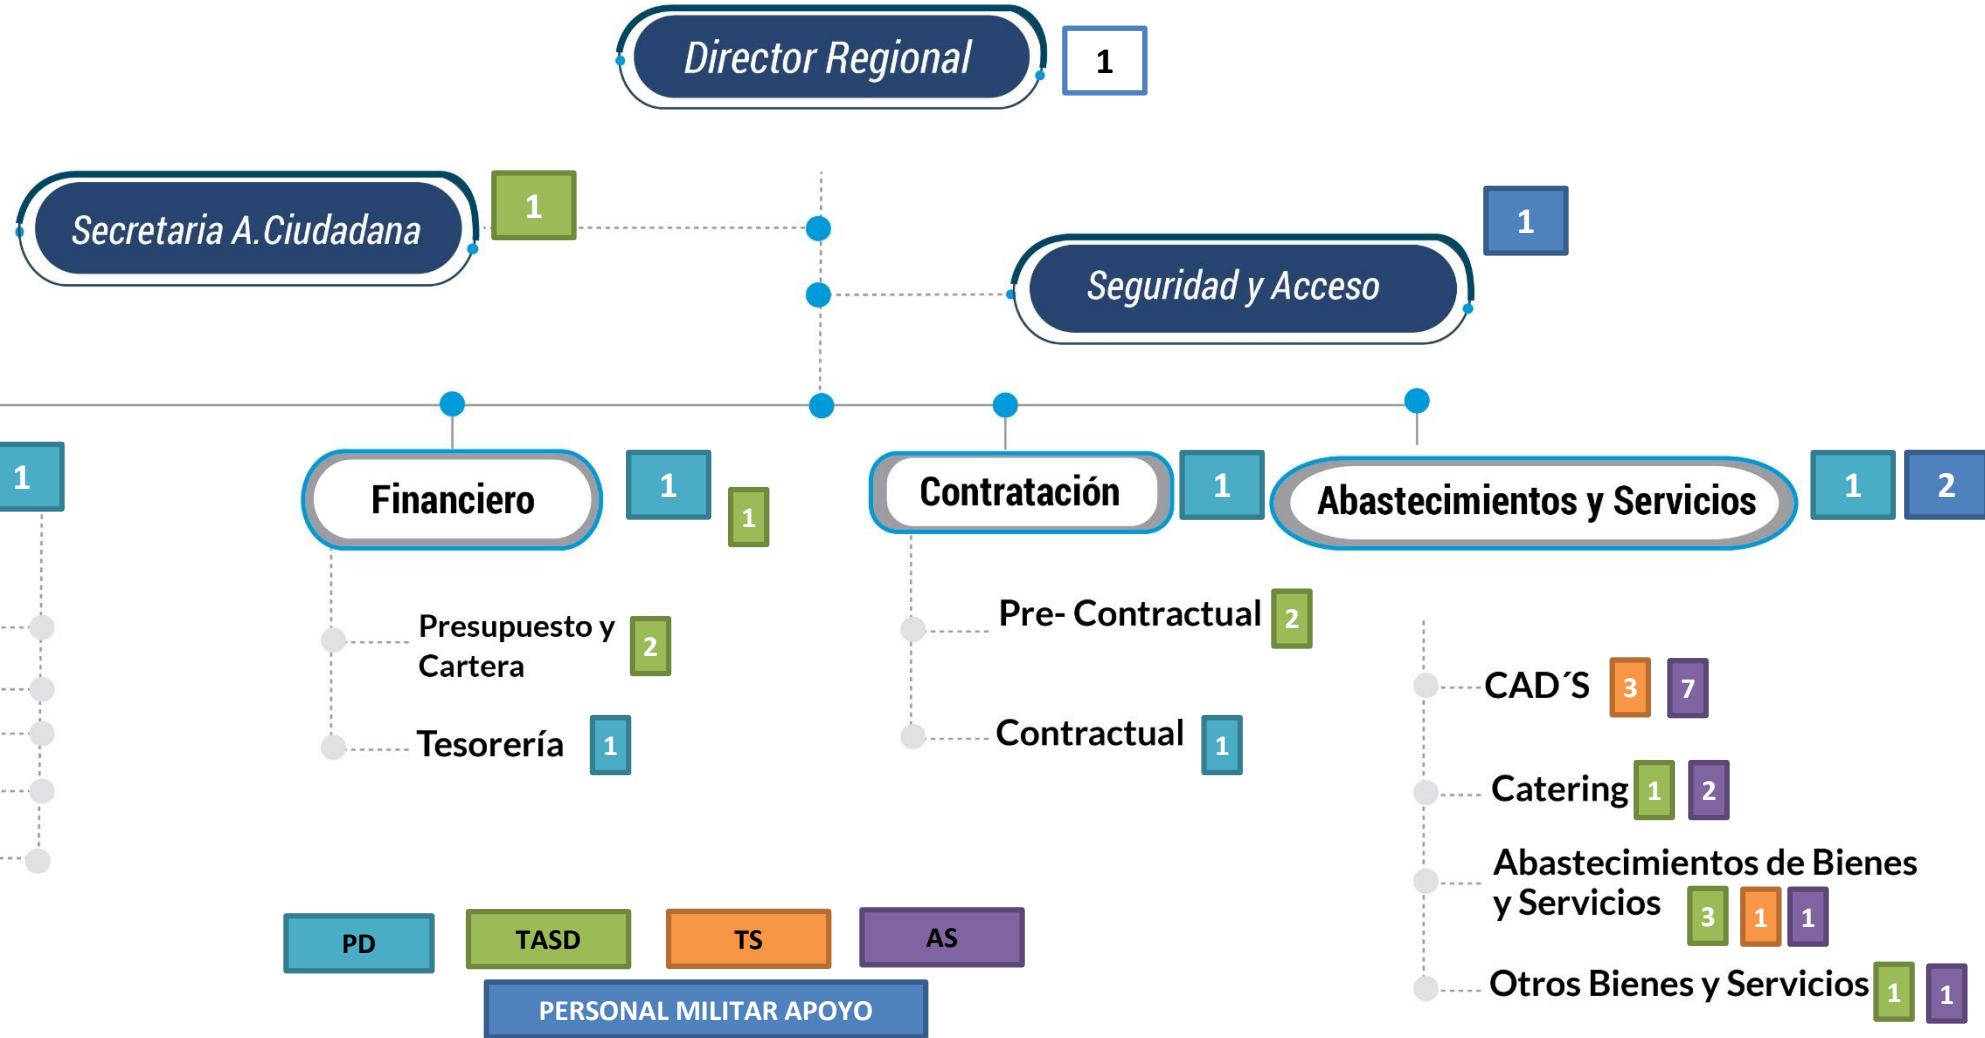 Director Regional
1
Secretaria A.Ciudadana
1
1
Seguridad y Acceso
1
Financiero
1
1
Contratación
1
Abastecimientos y Servicios
1
2
Presupuesto y
Cartera
2
Tesorería
1
Pre- Contractual
2
Contractual
1
CAD´S
3
7
Catering
1
2
Abastecimientos de Bienes
y Servicios
3
1
1
Otros Bienes y Servicios
1
1
PD
TASD
TS
AS
PERSONAL MILITAR APOYO